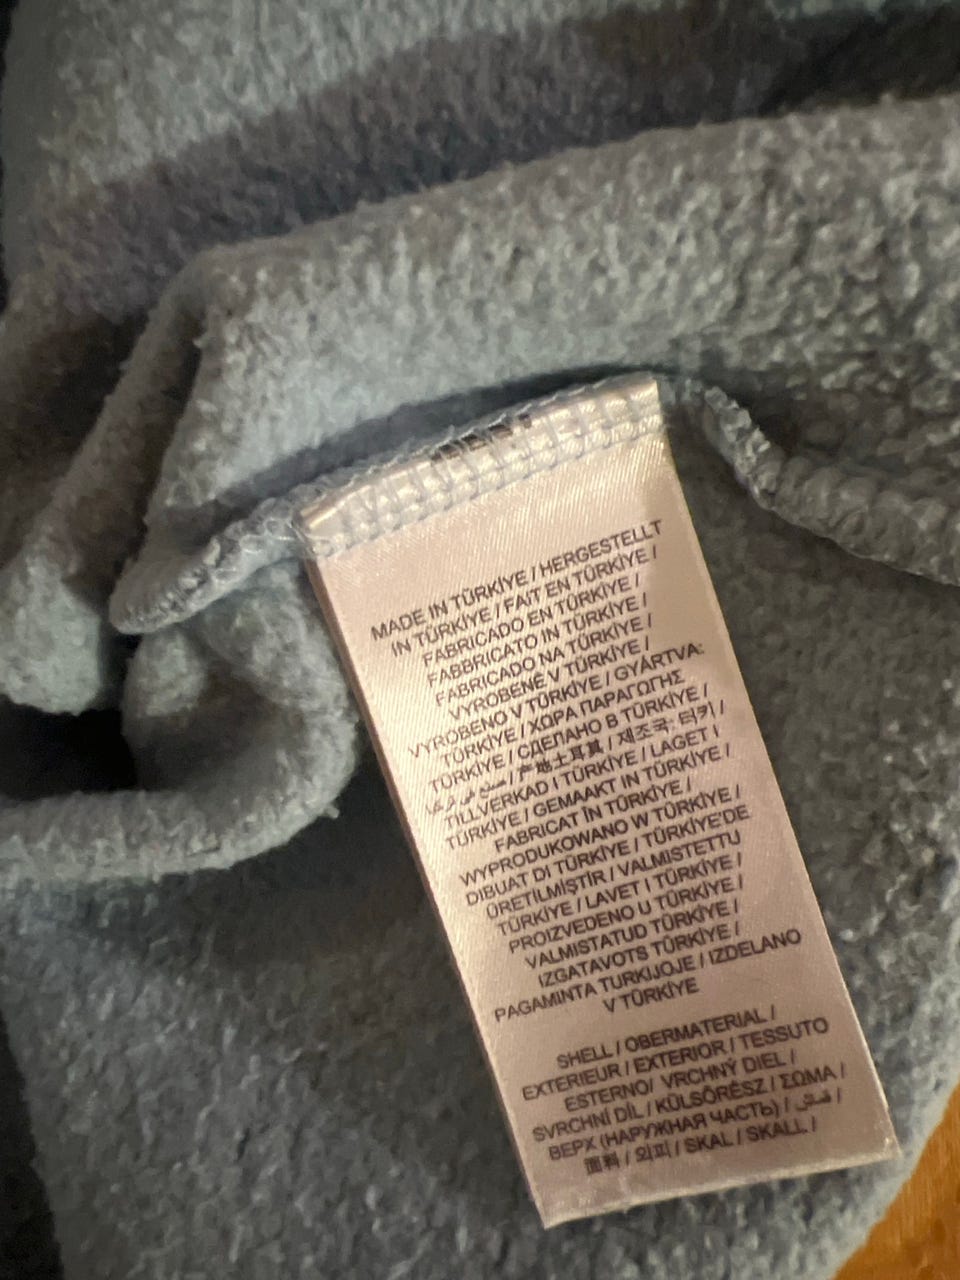 MADE IN TÜRKİYE / HERGESTELLT
IN TÜRKİYE / FAIT EN TÜRKİYE /
FABRICADO EN TÜRKİYE /
FABBRICATO IN TÜRKİYE /
FABRICADO NA TÜRKİYE /
VYROBENÉ V TÜRKİYE /
VYROBENO V TÜRKİYE / GYÁRTVA:
TÜRKİYE / ΧΩΡΑ ΠΑΡΑΓΩΓΗΣ
TÜRKİYE / СДЕЛАНО В TÜRKİYE /
صنع في تركيا / 产地土耳其 / 제조국: 터키 /
TILLVERKAD I TÜRKİYE / LAGET I
TÜRKİYE / GEMAAKT IN TÜRKİYE /
FABRICAT ÎN TÜRKİYE /
WYPRODUKOWANO W TÜRKİYE /
DIBUAT DI TÜRKİYE / TÜRKİYE'DE
ÜRETİLMİŞTİR / VALMISTETTU
TÜRKİYE / LAVET I TÜRKİYE /
PROIZVEDENO U TÜRKİYE /
VALMISTATUD TÜRKİYE /
IZGATAVOTS TÜRKİYE /
PAGAMINTA TURKIJOJE / IZDELANO
V TÜRKİYE
SHELL / OBERMATERIAL /
EXTERIEUR / EXTERIOR / TESSUTO
ESTERNO/ VRCHNÝ DIEL /
SVRCHNÍ DÍL / KÜLSŐRÉSZ / ΣΩΜΑ /
ВЕРХ (НАРУЖНАЯ ЧАСТЬ) / قماش /
面料 / 외피 / SKAL / SKALL /